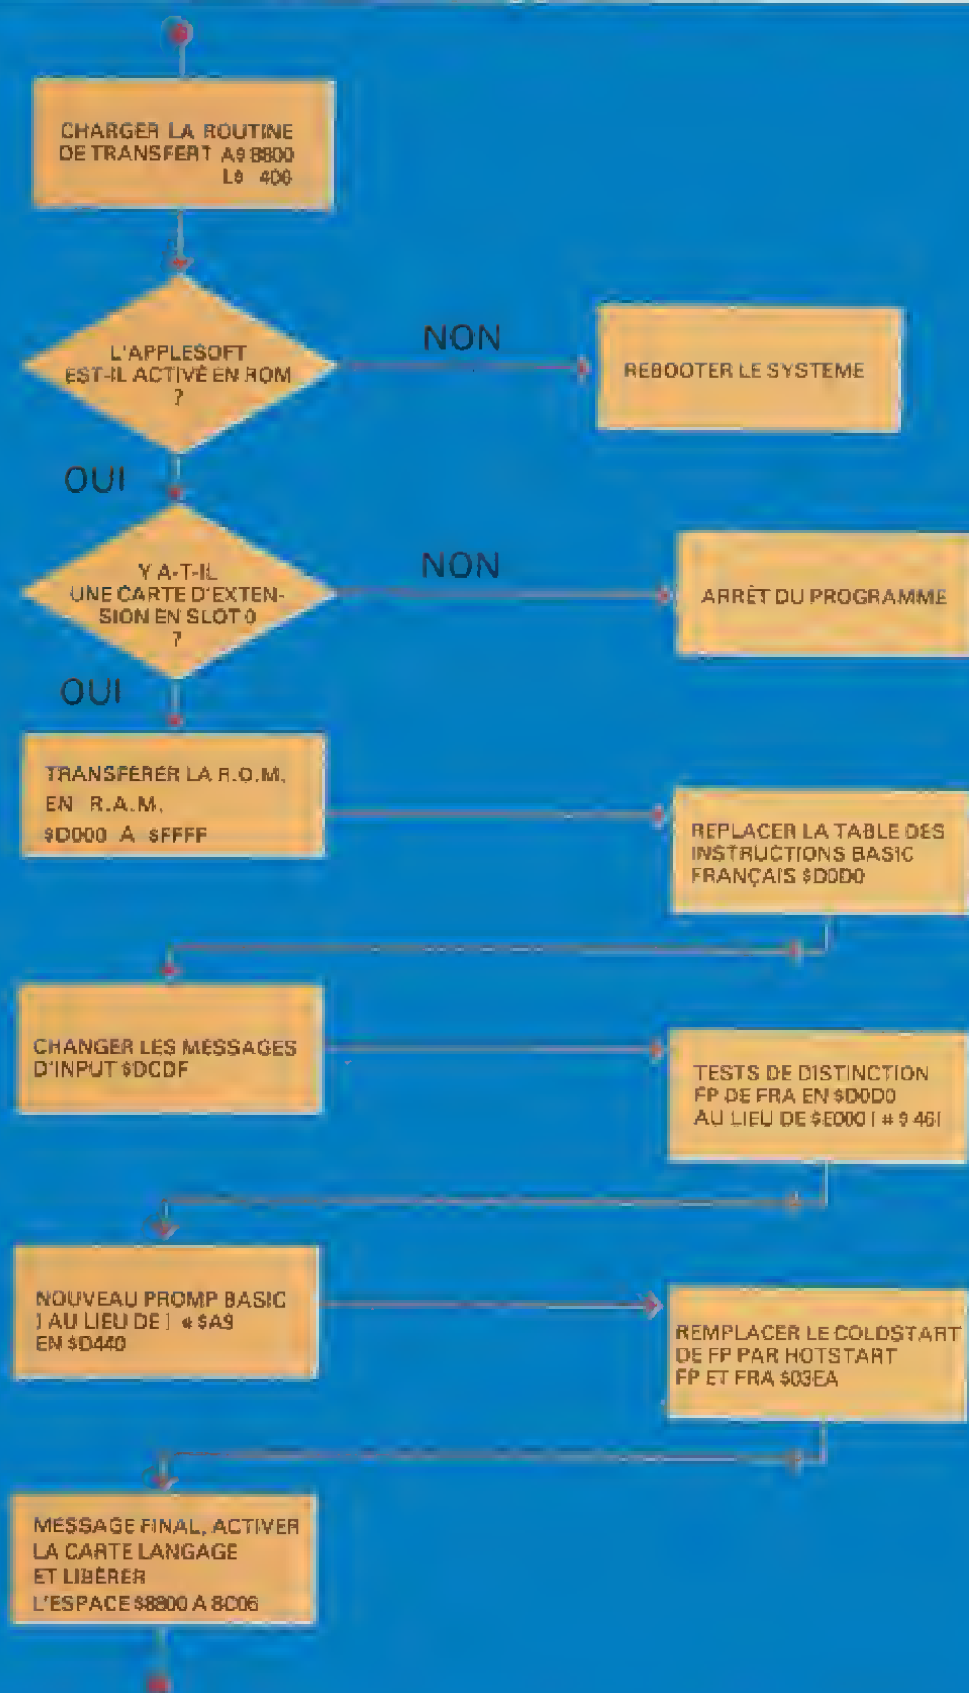 CHARGER LA ROUTINE
DE TRANSFERT A$ 8800
L$ 406
L'APPLESOFT
EST-IL ACTIVÉ EN ROM
?
NON
REBOOTER LE SYSTEME
OUI
Y A-T-IL
UNE CARTE D'EXTEN-
SION EN SLOT 0
?
NON
ARRÊT DU PROGRAMME
OUI
TRANSFERER LA R.O.M.
EN R.A.M.
$D000 A $FFFF
REPLACER LA TABLE DES
INSTRUCTIONS BASIC
FRANÇAIS $D0D0
CHANGER LES MESSAGES
D'INPUT $DCDF
TESTS DE DISTINCTION
FP DE FRA EN $D0D0
AU LIEU DE $E000 ( # $ 46)
NOUVEAU PROMP BASIC
AU LIEU DE ] # $A9
EN $D440
REMPLACER LE COLDSTART
DE FP PAR HOTSTART
FP ET FRA $03EA
MESSAGE FINAL, ACTIVER
LA CARTE LANGAGE
ET LIBÉRER
L'ESPACE $8800 A 8C06